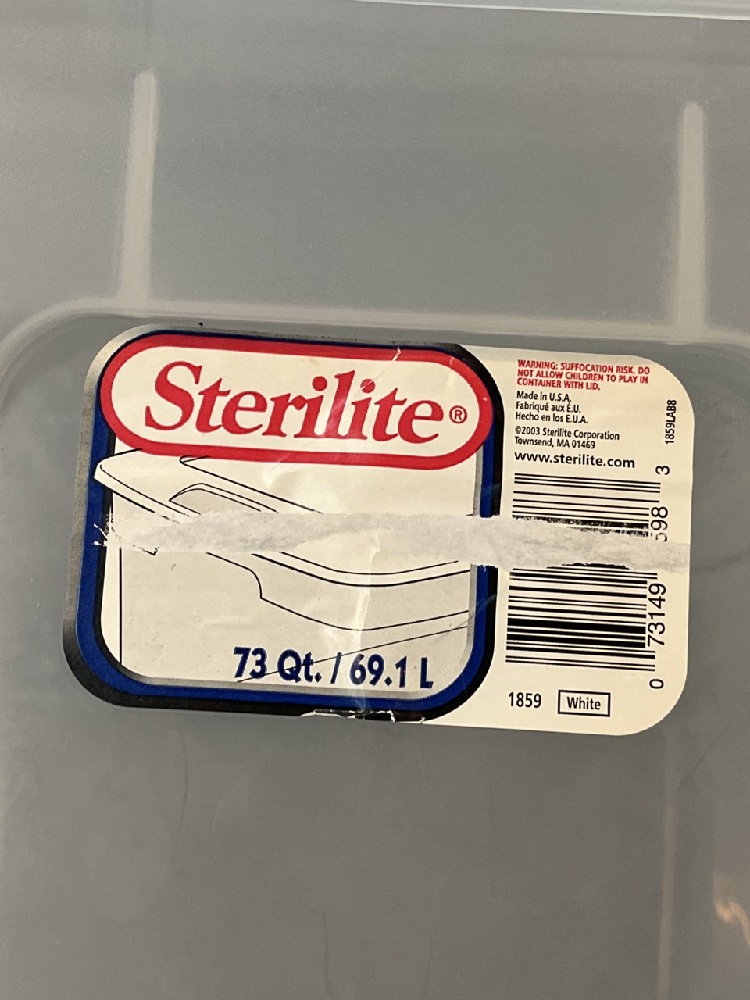 Sterilite®
73 Qt. / 69.1 L
WARNING: SUFFOCATION RISK. DO
NOT ALLOW CHILDREN TO PLAY IN
CONTAINER WITH LID.
Made in U.S.A.
Fabriqué aux É.U.
Hecho en los E.U.A.
©2003 Sterilite Corporation
Townsend, MA 01469
www.sterilite.com
1859LAB8
0 73149 598 3
1859 White